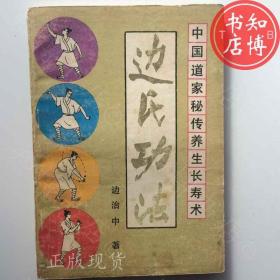 中国道家秘传养生长寿术
边氏功法
边治中 著
知博书店
正版现货